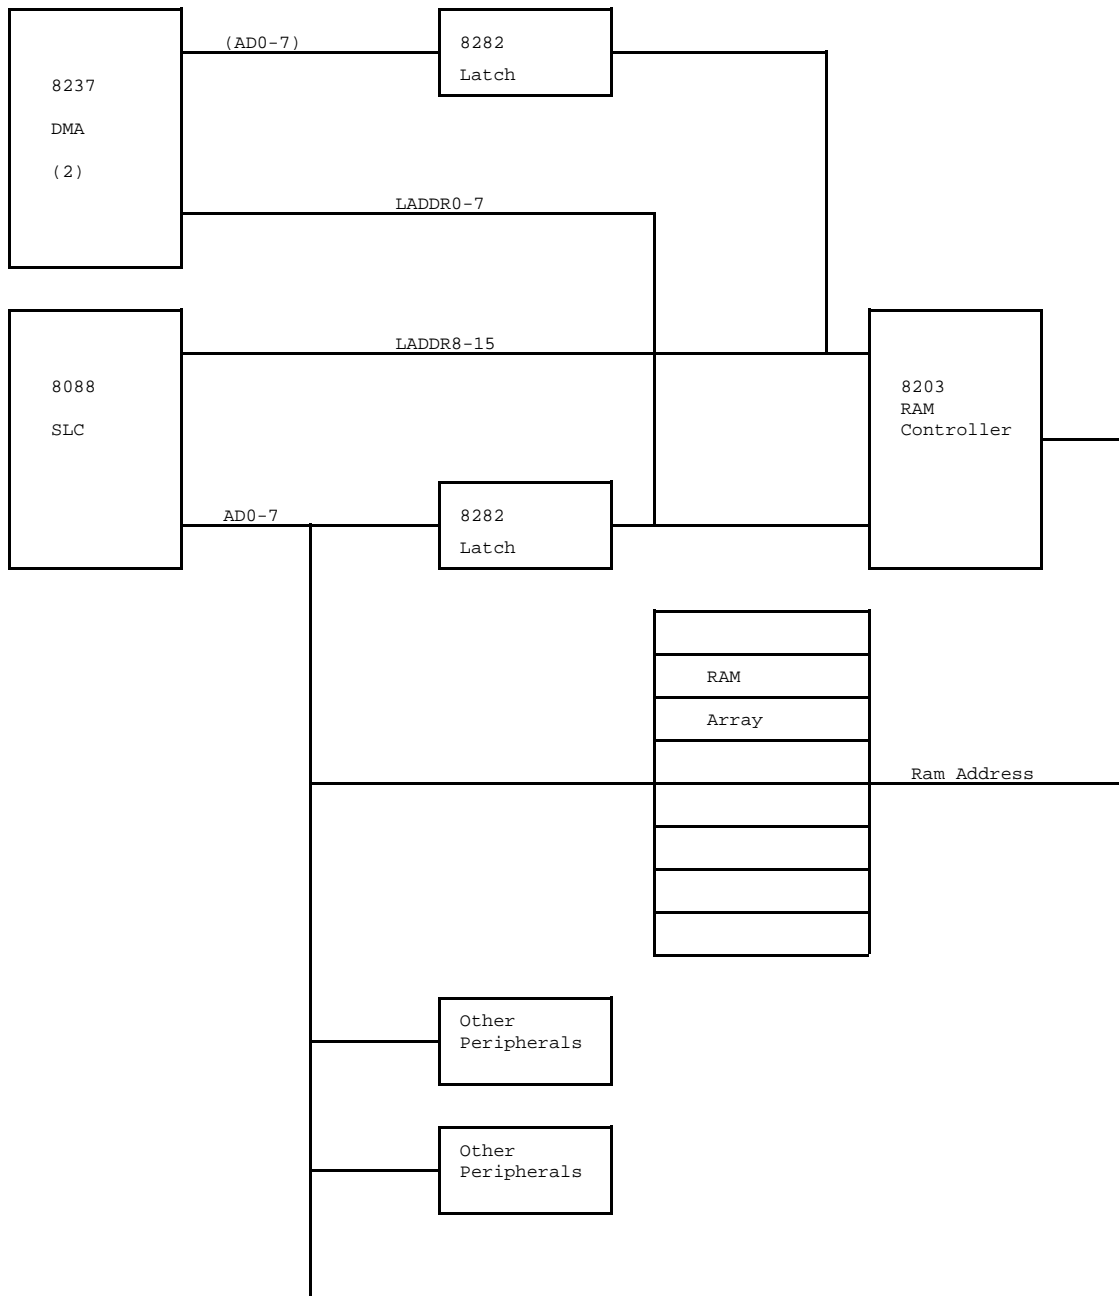 (AD0-7)
8282
Latch
8237
DMA
(2)
LADDR0-7
LADDR8-15
8088
SLC
8203
RAM
Controller
AD0-7
8282
Latch
RAM
Array
Ram Address
Other
Peripherals
Other
Peripherals